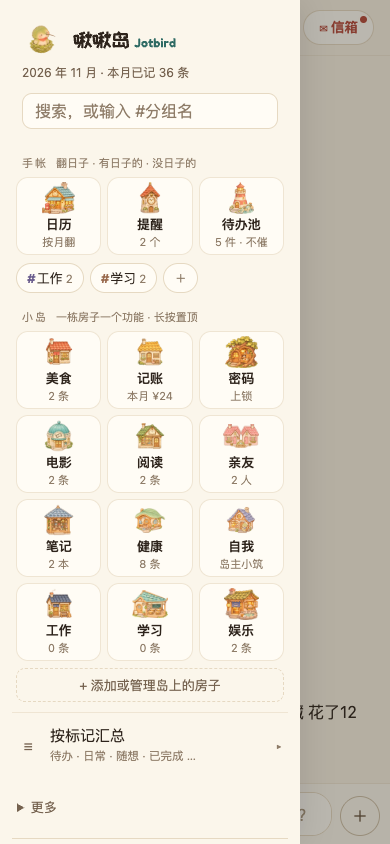 啾啾岛 Jotbird
✉ 信箱
2026 年 11 月 · 本月已记 36 条
搜索，或输入 #分组名
手帐 翻日子 · 有日子的 · 没日子的
日历 提醒 待办池
按月翻 2 个 5 件 · 不催
#工作 2 #学习 2 +
小岛 一栋房子一个功能 · 长按置顶
美食 记账 密码
2 条 本月 ¥24 上锁
电影 阅读 亲友
2 条 2 条 2 人
笔记 健康 自我
2 本 8 条 岛主小筑
工作 学习 娱乐
0 条 0 条 2 条
+ 添加或管理岛上的房子
花了12
≡ 按标记汇总 ▸
待办 · 日常 · 随想 · 已完成 ...
▶ 更多
? +